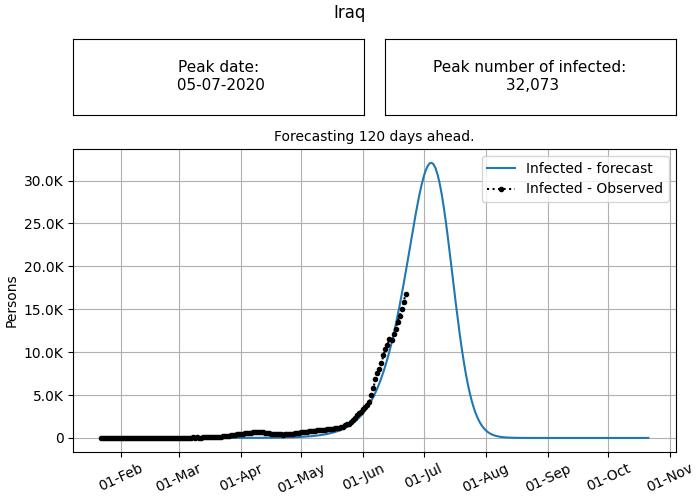 Iraq
Peak date:
05-07-2020
Peak number of infected:
32,073
Forecasting 120 days ahead.
Infected - forecast
Infected - Observed
Persons
30.0K
25.0K
20.0K
15.0K
10.0K
5.0K
0
01-Feb
01-Mar
01-Apr
01-May
01-Jun
01-Jul
01-Aug
01-Sep
01-Oct
01-Nov